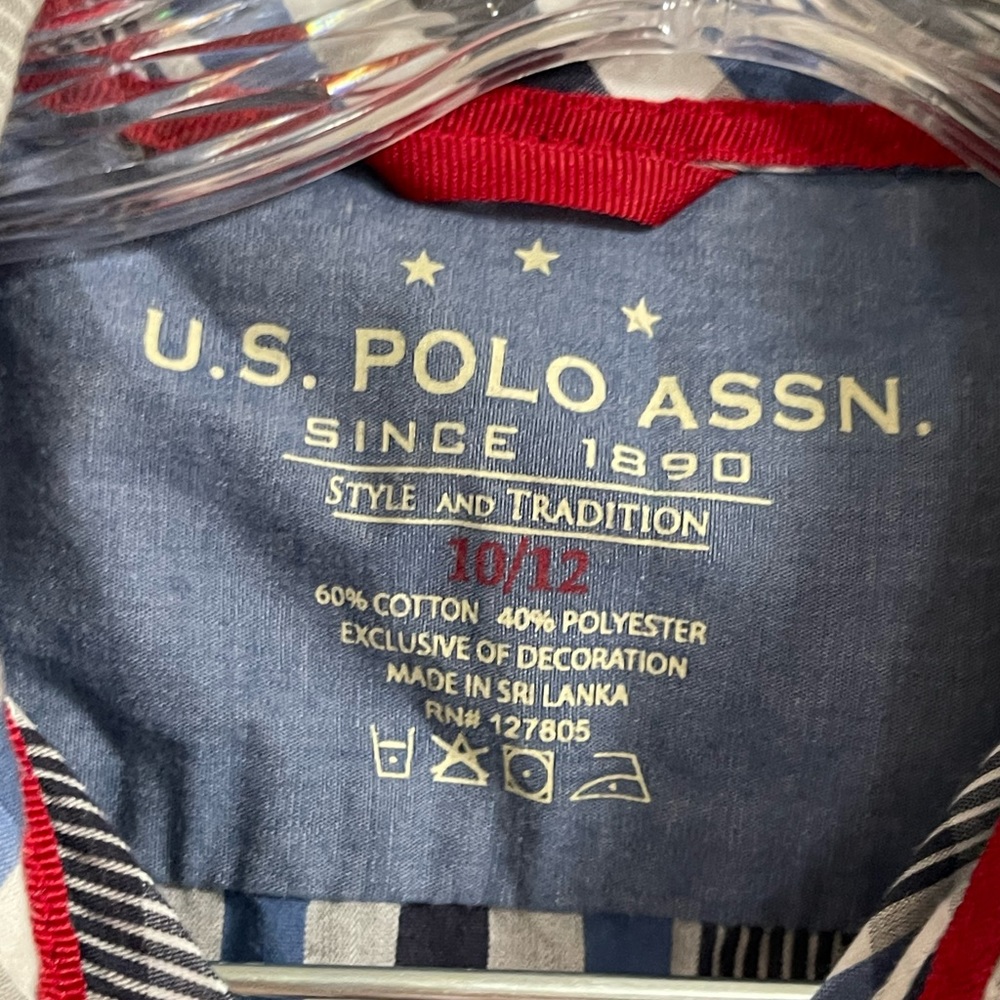 U.S. POLO ASSN.
SINCE 1890
STYLE AND TRADITION
10/12
60% COTTON 40% POLYESTER
EXCLUSIVE OF DECORATION
MADE IN SRI LANKA
RN# 127805